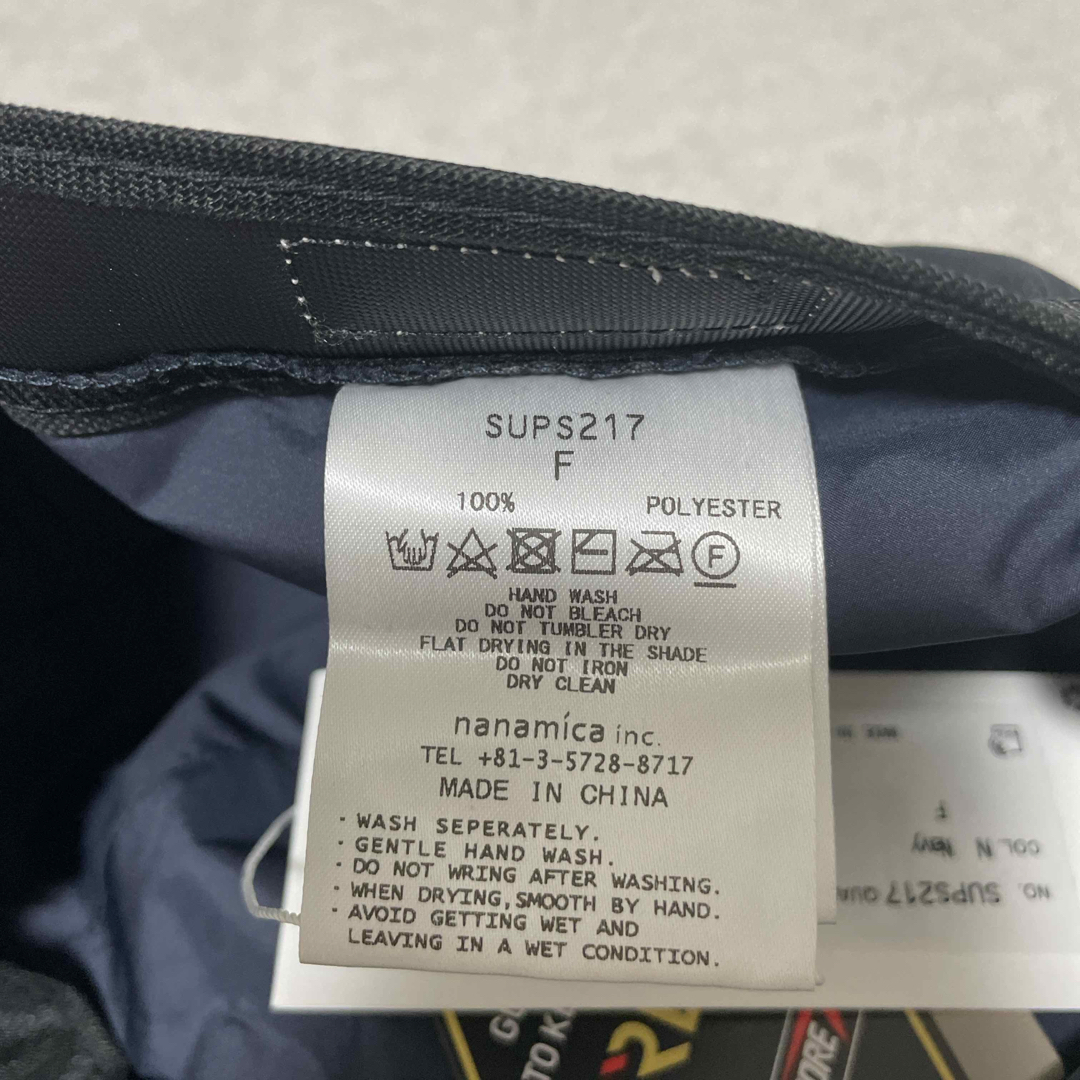 SUPS217
F
100% POLYESTER
F
HAND WASH
DO NOT BLEACH
DO NOT TUMBLER DRY
FLAT DRYING IN THE SHADE
DO NOT IRON
DRY CLEAN
nanamíca inc.
TEL +81-3-5728-8717
MADE IN CHINA
· WASH SEPERATELY.
· GENTLE HAND WASH.
· DO NOT WRING AFTER WASHING.
· WHEN DRYING,SMOOTH BY HAND.
· AVOID GETTING WET AND
LEAVING IN A WET CONDITION.
NO. SUPS217
COL N Navy
F
TO